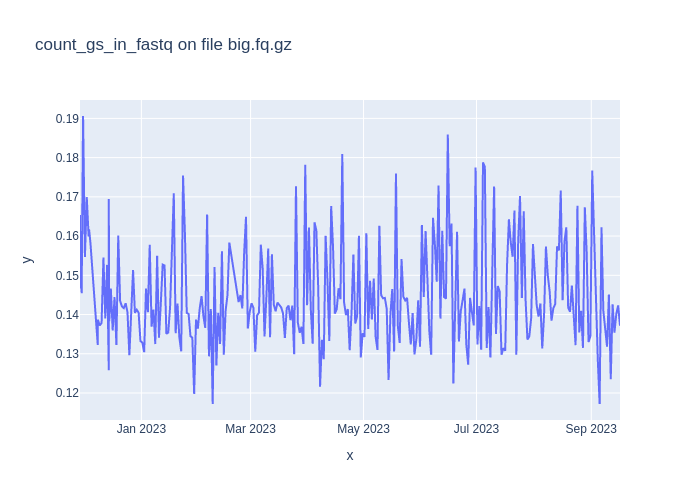 count_gs_in_fastq on file big.fq.gz
0.19
0.18
0.17
0.16
0.15
0.14
0.13
0.12
y
Jan 2023
Mar 2023
May 2023
Jul 2023
Sep 2023
x